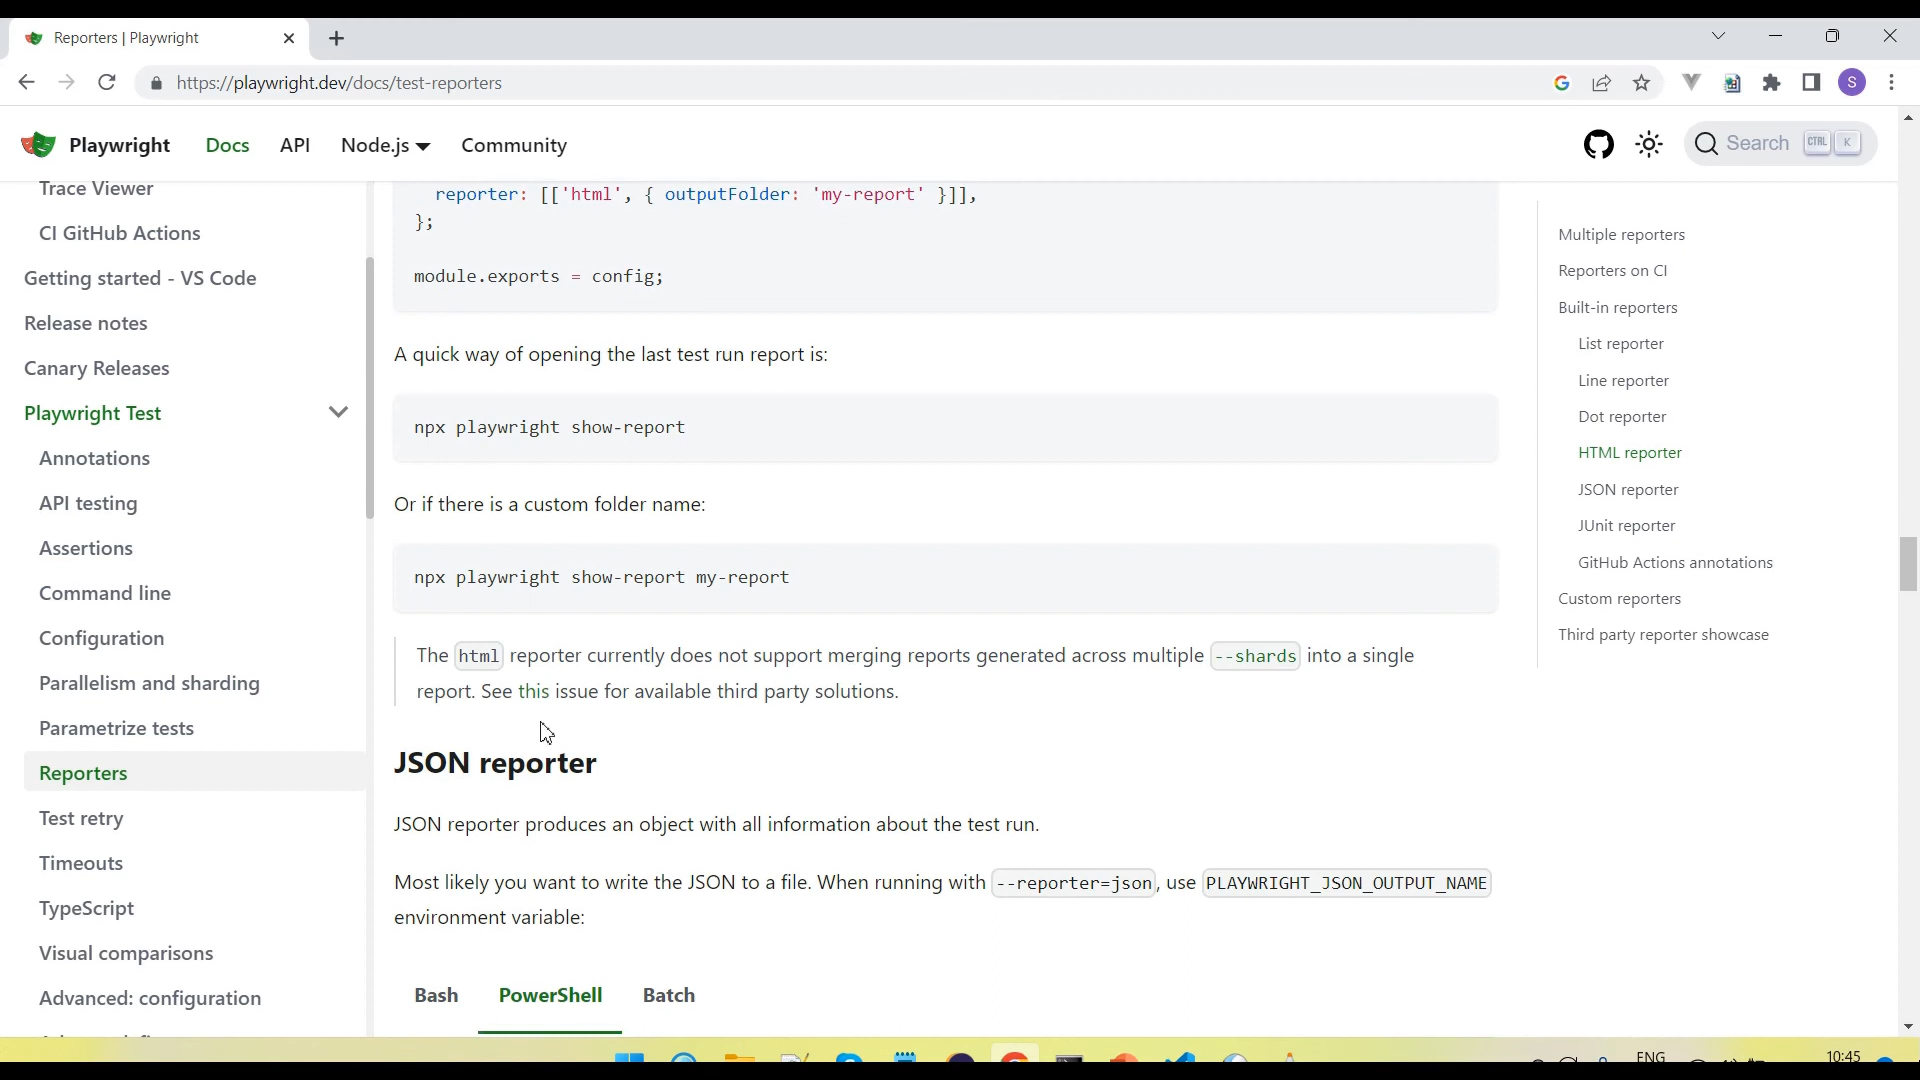 Reporters | Playwright
https://playwright.dev/docs/test-reporters
S
Playwright
Docs
API
Node.js
Community
Search
CTRL
K
Trace Viewer
CI GitHub Actions
Getting started - VS Code
Release notes
Canary Releases
Playwright Test
Annotations
API testing
Assertions
Command line
Configuration
Parallelism and sharding
Parametrize tests
Reporters
Test retry
Timeouts
TypeScript
Visual comparisons
Advanced: configuration
reporter: [['html', { outputFolder: 'my-report' }]],
};
module.exports = config;
A quick way of opening the last test run report is:
npx playwright show-report
Or if there is a custom folder name:
npx playwright show-report my-report
The html reporter currently does not support merging reports generated across multiple --shards into a single
report. See this issue for available third party solutions.
JSON reporter
JSON reporter produces an object with all information about the test run.
Most likely you want to write the JSON to a file. When running with --reporter=json, use PLAYWRIGHT_JSON_OUTPUT_NAME
environment variable:
Bash
PowerShell
Batch
Multiple reporters
Reporters on CI
Built-in reporters
List reporter
Line reporter
Dot reporter
HTML reporter
JSON reporter
JUnit reporter
GitHub Actions annotations
Custom reporters
Third party reporter showcase
ENG
10:45